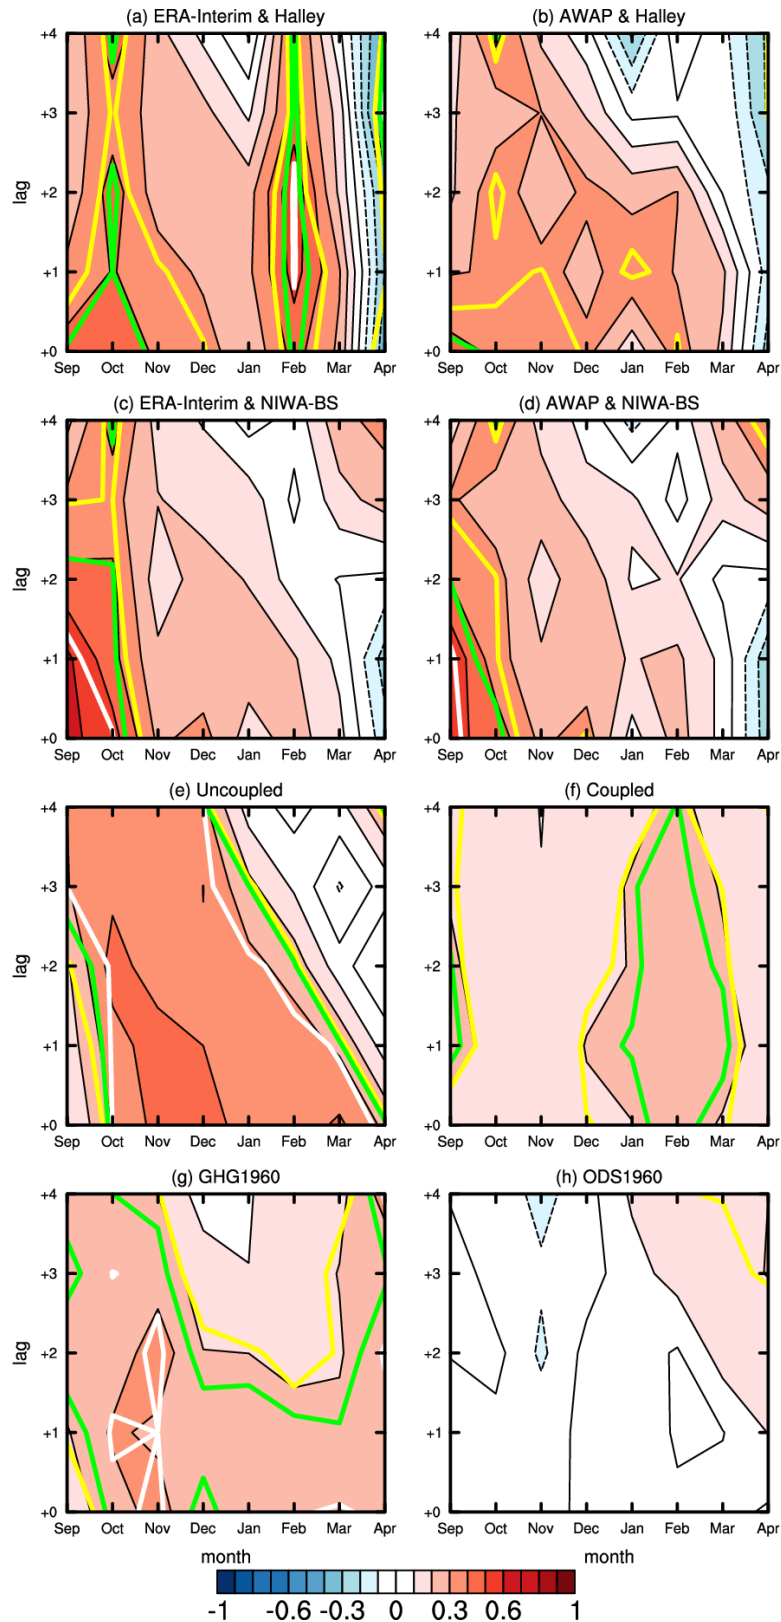 (a) ERA-Interim & Halley
(b) AWAP & Halley
+4 +3 +2 +1 +0
lag
Sep Oct Nov Dec Jan Feb Mar Apr
+4 +3 +2 +1 +0
Sep Oct Nov Dec Jan Feb Mar Apr
(c) ERA-Interim & NIWA-BS
(d) AWAP & NIWA-BS
+4 +3 +2 +1 +0
lag
Sep Oct Nov Dec Jan Feb Mar Apr
+4 +3 +2 +1 +0
Sep Oct Nov Dec Jan Feb Mar Apr
(e) Uncoupled
(f) Coupled
+4 +3 +2 +1 +0
lag
Sep Oct Nov Dec Jan Feb Mar Apr
+4 +3 +2 +1 +0
Sep Oct Nov Dec Jan Feb Mar Apr
(g) GHG1960
(h) ODS1960
+4 +3 +2 +1 +0
lag
Sep Oct Nov Dec Jan Feb Mar Apr
+4 +3 +2 +1 +0
Sep Oct Nov Dec Jan Feb Mar Apr
month
month
-1 -0.6 -0.3 0 0.3 0.6 1